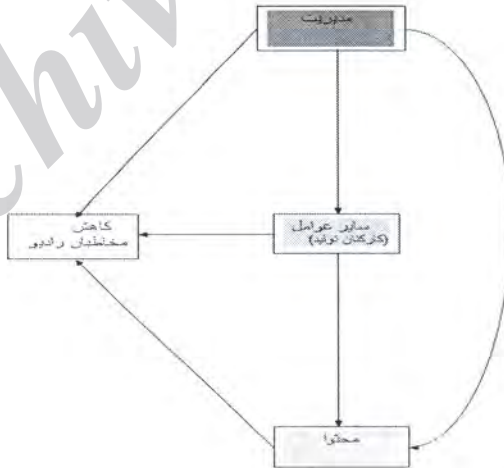 مدیریت
کاهش
مخاطبان رادیو
سایر عوامل
(کارکنان تولید)
محتوا